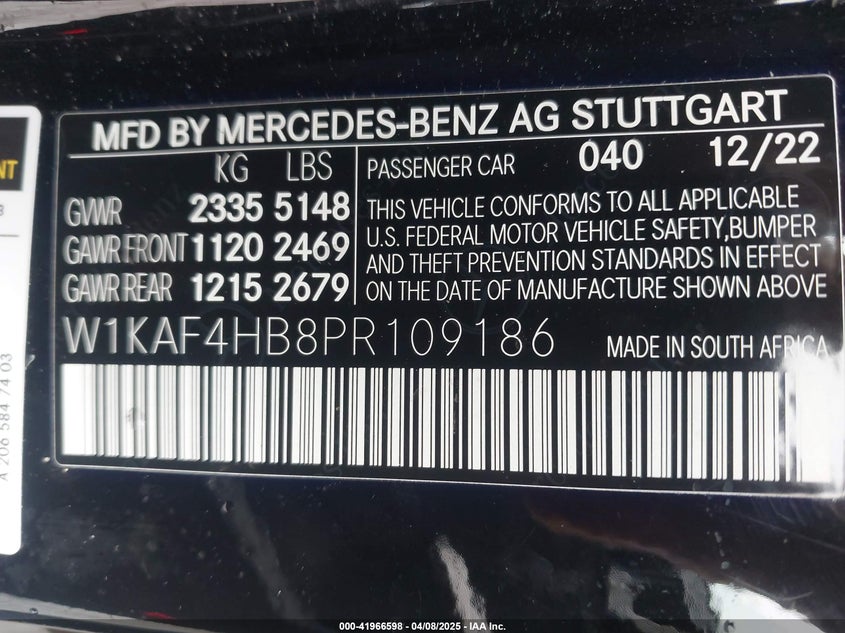 MFD BY MERCEDES-BENZ AG STUTTGART
KG LBS
GVWR 2335 5148
GAWR FRONT 1120 2469
GAWR REAR 1215 2679
PASSENGER CAR 040 12/22
THIS VEHICLE CONFORMS TO ALL APPLICABLE
U.S. FEDERAL MOTOR VEHICLE SAFETY,BUMPER
AND THEFT PREVENTION STANDARDS IN EFFECT
ON THE DATE OF MANUFACTURE SHOWN ABOVE
W1KAF4HB8PR109186 MADE IN SOUTH AFRICA
A 206 584 74 03
000-41966598 - 04/08/2025 - IAA Inc.